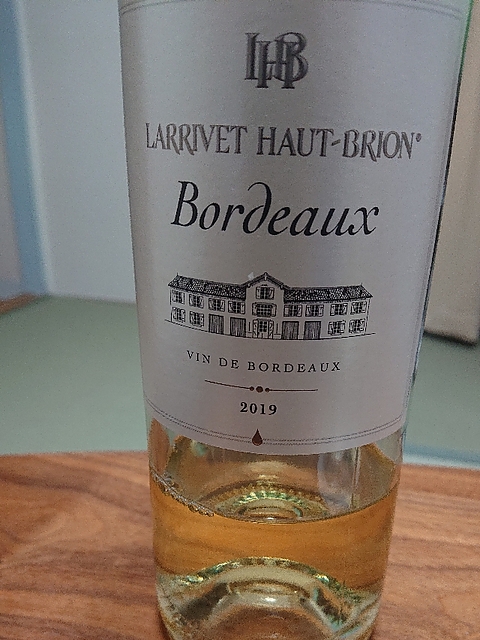 LHB
LARRIVET HAUT-BRION®
Bordeaux
VIN DE BORDEAUX
2019